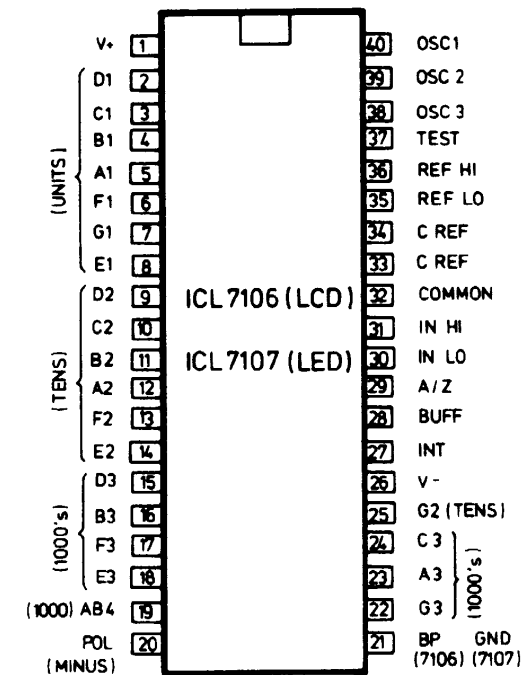 V+ 1
D1 2
C1 3
B1 4
A1 5
F1 6
G1 7
E1 8
(UNITS)
D2 9
C2 10
B2 11
A2 12
F2 13
E2 14
(TENS)
D3 15
B3 16
F3 17
E3 18
(1000's)
(1000) AB4 19
POL 20
(MINUS)
ICL 7106 (LCD)
ICL 7107 (LED)
40 OSC1
39 OSC 2
38 OSC 3
37 TEST
36 REF HI
35 REF LO
34 C REF
33 C REF
32 COMMON
31 IN HI
30 IN LO
29 A/Z
28 BUFF
27 INT
26 V-
25 G2 (TENS)
24 C3
23 A3
22 G3
(1000's)
21 BP GND
(7106) (7107)